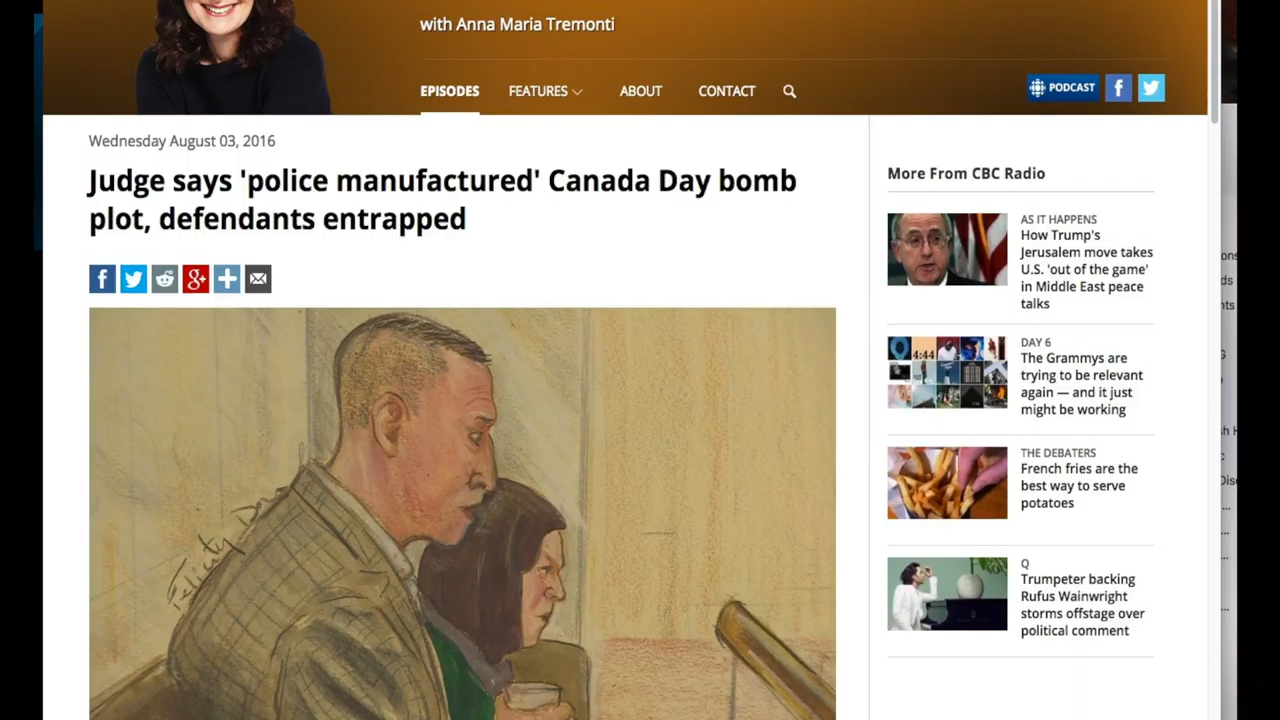 with Anna Maria Tremonti
EPISODES FEATURES ABOUT CONTACT
PODCAST
Wednesday August 03, 2016
Judge says 'police manufactured' Canada Day bomb
plot, defendants entrapped
Felicity Don
More From CBC Radio
AS IT HAPPENS
How Trump's
Jerusalem move takes
U.S. 'out of the game'
in Middle East peace
talks
4:44
DAY 6
The Grammys are
trying to be relevant
again — and it just
might be working
THE DEBATERS
French fries are the
best way to serve
potatoes
Q
Trumpeter backing
Rufus Wainwright
storms offstage over
political comment